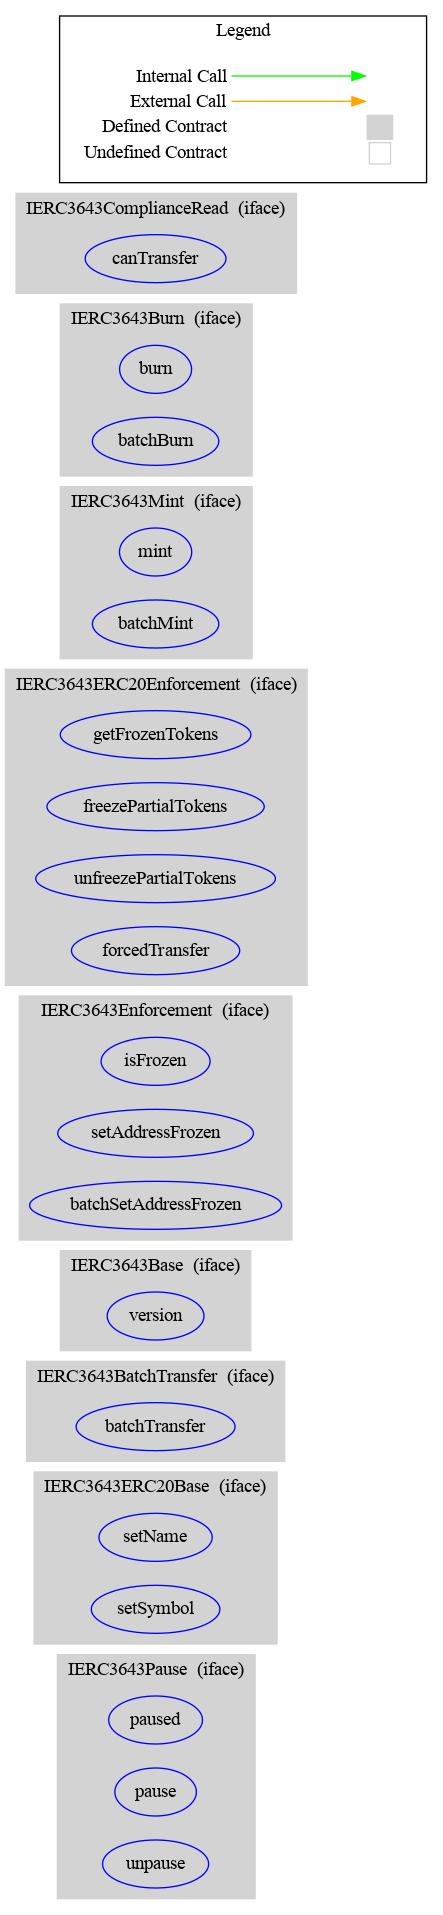 Legend
Internal Call
External Call
Defined Contract
Undefined Contract
IERC3643ComplianceRead (iface)
canTransfer
IERC3643Burn (iface)
burn
batchBurn
IERC3643Mint (iface)
mint
batchMint
IERC3643ERC20Enforcement (iface)
getFrozenTokens
freezePartialTokens
unfreezePartialTokens
forcedTransfer
IERC3643Enforcement (iface)
isFrozen
setAddressFrozen
batchSetAddressFrozen
IERC3643Base (iface)
version
IERC3643BatchTransfer (iface)
batchTransfer
IERC3643ERC20Base (iface)
setName
setSymbol
IERC3643Pause (iface)
paused
pause
unpause